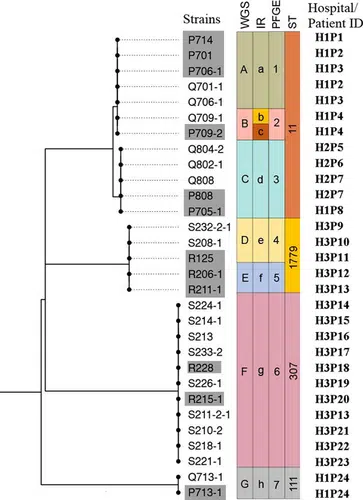 Strains WGS IR PFGE ST Hospital/
Patient ID
P714 H1P1
P701 H1P2
P706-1 A a 1 H1P3
Q701-1 H1P2
Q706-1 H1P3
Q709-1 B b 2 11 H1P4
P709-2 c H1P4
Q804-2 H2P5
Q802-1 H2P6
Q808 C d 3 H2P7
P808 H2P7
P705-1 H1P8
S232-2-1 H3P9
S208-1 D e 4 H3P10
R125 1779 H3P11
R206-1 E f 5 H3P12
R211-1 H3P13
S224-1 H3P14
S214-1 H3P15
S213 H3P16
S233-2 H3P17
R228 F g 6 307 H3P18
S226-1 H3P19
R215-1 H3P20
S211-2-1 H3P13
S210-2 H3P21
S218-1 H3P22
S221-1 H3P23
Q713-1 G h 7 111 H1P24
P713-1 H1P24